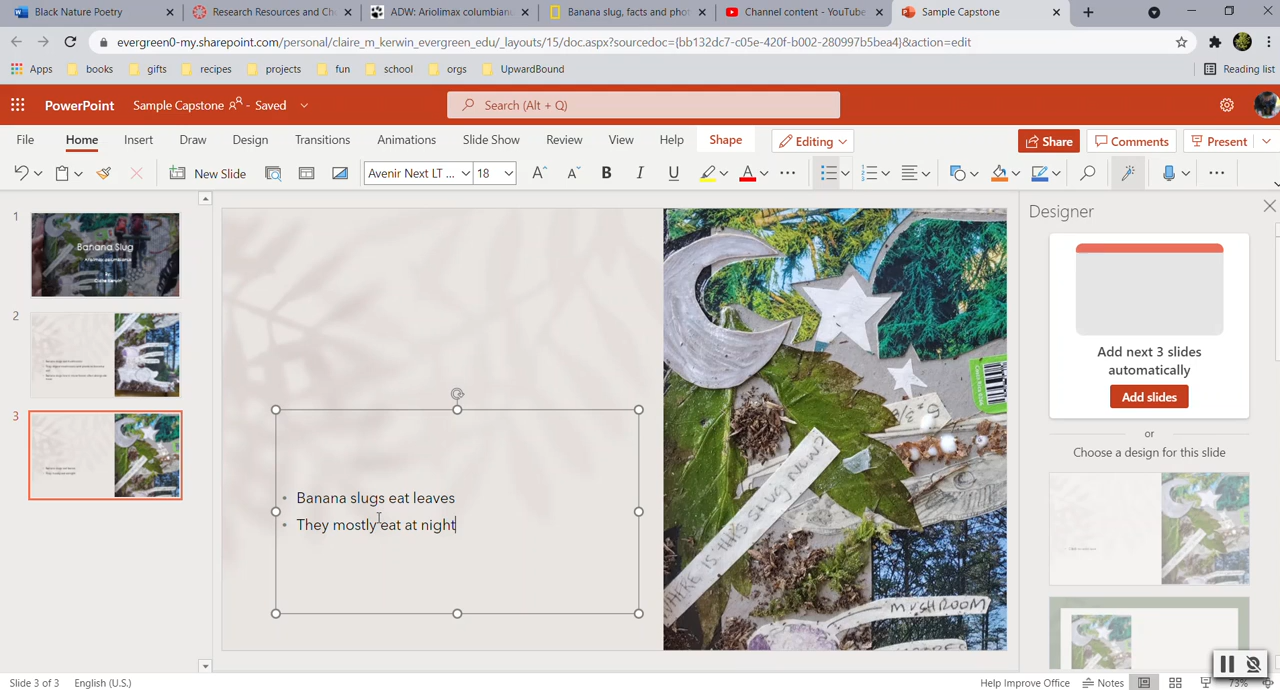 Black Nature Poetry
Research Resources and Ch
ADW: Ariolimax columbian
Banana slug, facts and phot
Channel content - YouTube
Sample Capstone
evergreen0-my.sharepoint.com/personal/claire_m_kerwin_evergreen_edu/_layouts/15/doc.aspx?sourcedoc={bb132dc7-c05e-420f-b002-280997b5bea4}&action=edit
Apps books gifts recipes projects fun school orgs UpwardBound Reading list
PowerPoint Sample Capstone - Saved Search (Alt + Q)
File Home Insert Draw Design Transitions Animations Slide Show Review View Help Shape Editing Share Comments Present
New Slide Avenir Next LT ... 18 A A B I U A
1
Banana Slug
2
3
Banana slugs eat leaves
They mostly eat at night
WHERE IS THIS SLUG NOW?
MUSHROOM
Designer
Add next 3 slides
automatically
Add slides
or
Choose a design for this slide
Slide 3 of 3 English (U.S.) Help Improve Office Notes 73%